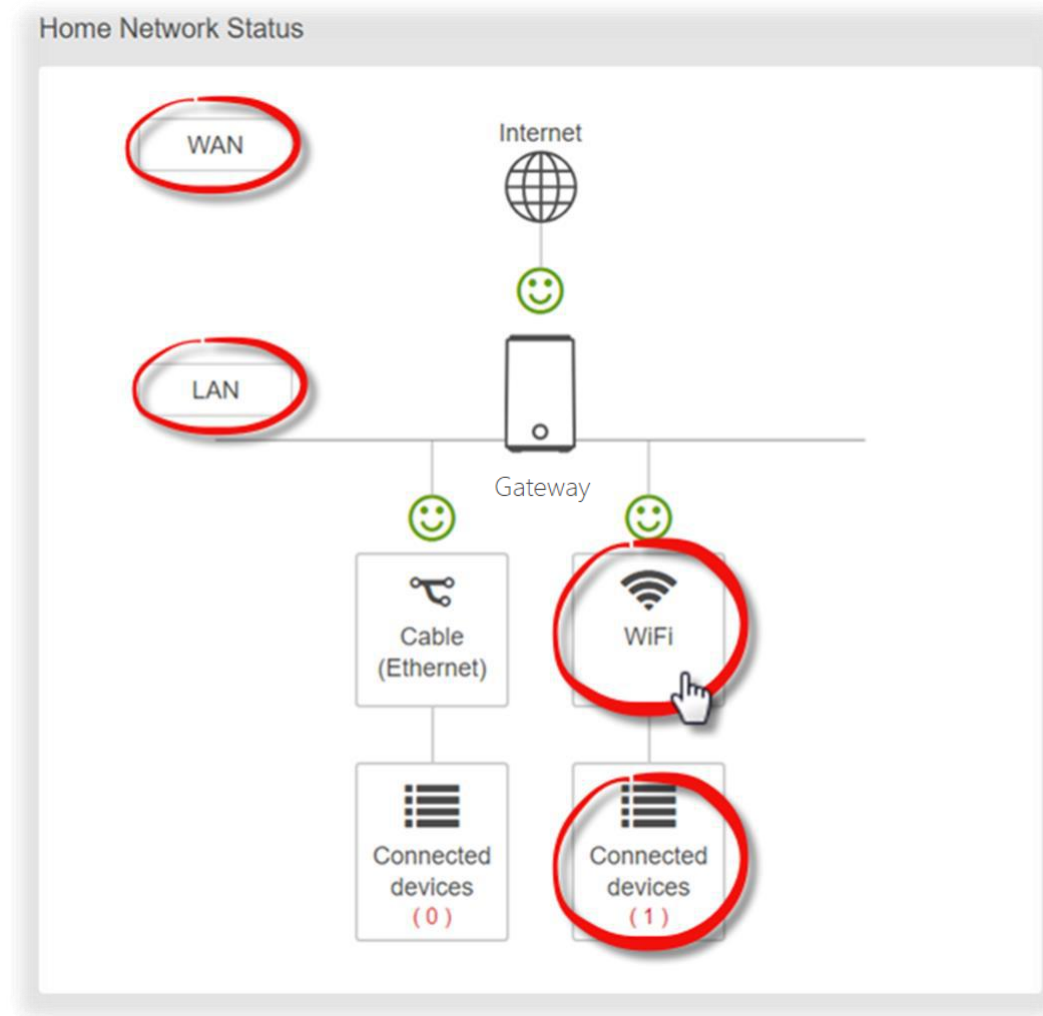 Home Network Status
WAN
Internet
LAN
Gateway
Cable
(Ethernet)
WiFi
Connected
devices
( 0 )
Connected
devices
( 1 )